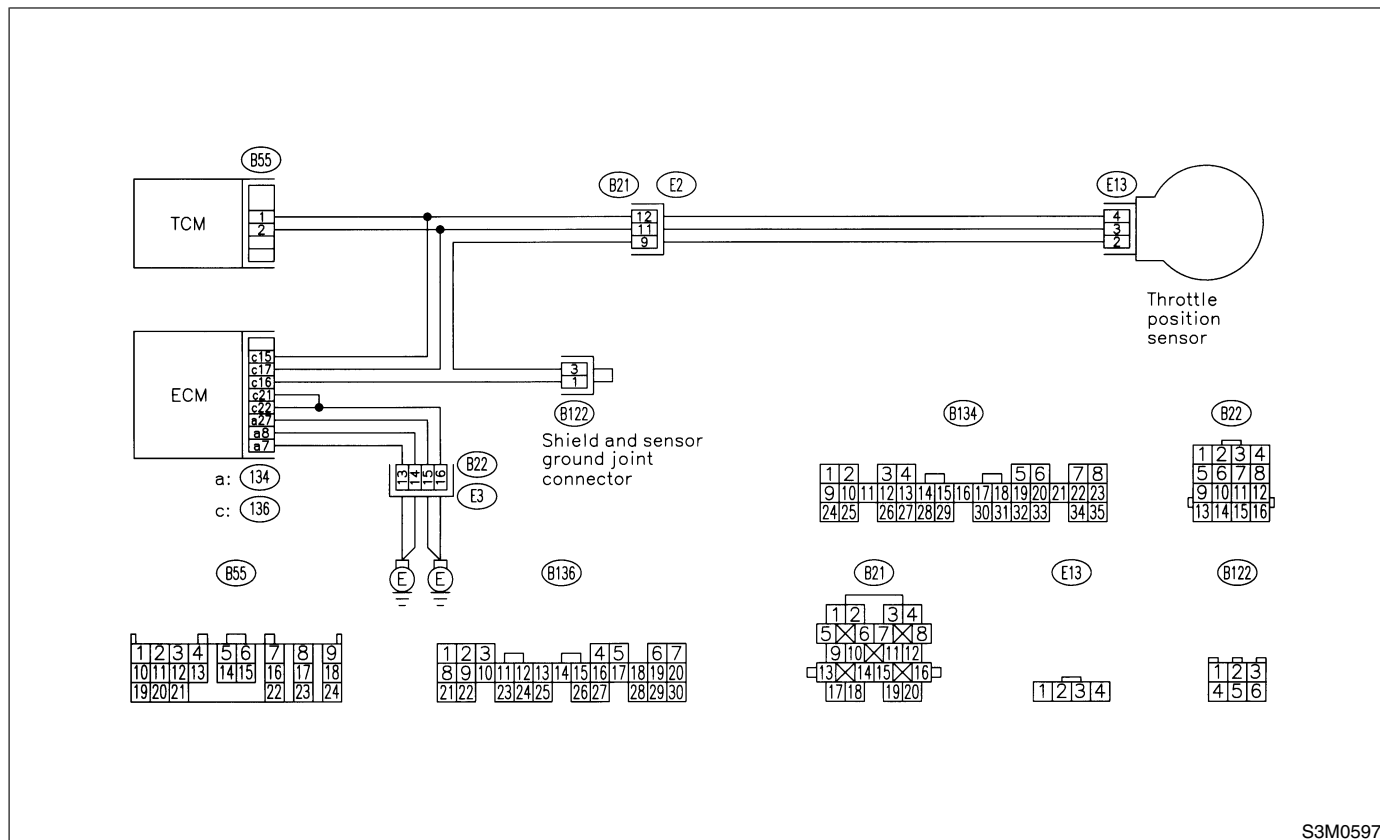 B55
TCM
1
2
B21 E2
12
11
9
E13
4
3
2
Throttle
position
sensor
ECM
c15
c17
c16
c21
c22
a27
a8
a7
a: 134
c: 136
3
1
B122
Shield and sensor
ground joint
connector
13 14 15 16
B22
E3
E E
B134
1 2 3 4 5 6 7 8
9 10 11 12 13 14 15 16 17 18 19 20 21 22 23
24 25 26 27 28 29 30 31 32 33 34 35
B22
1 2 3 4
5 6 7 8
9 10 11 12
13 14 15 16
B55
1 2 3 4 5 6 7 8 9
10 11 12 13 14 15 16 17 18
19 20 21 22 23 24
B136
1 2 3 4 5 6 7
8 9 10 11 12 13 14 15 16 17 18 19 20
21 22 23 24 25 26 27 28 29 30
B21
1 2 3 4
5 6 7 8
9 10 11 12
13 14 15 16
17 18 19 20
E13
1 2 3 4
B122
1 2 3
4 5 6
S3M0597